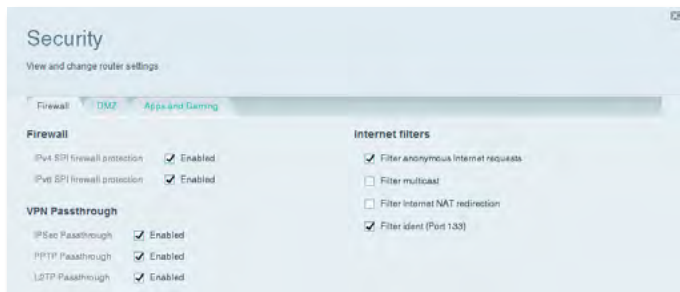 Security
View and change router settings
Firewall DMZ Apps and Gaming
Firewall
IPv4 SPI firewall protection Enabled
IPv6 SPI firewall protection Enabled
VPN Passthrough
IPSec Passthrough Enabled
PPTP Passthrough Enabled
L2TP Passthrough Enabled
Internet filters
Filter anonymous Internet requests
Filter multicast
Filter Internet NAT redirection
Filter ident (Port 133)